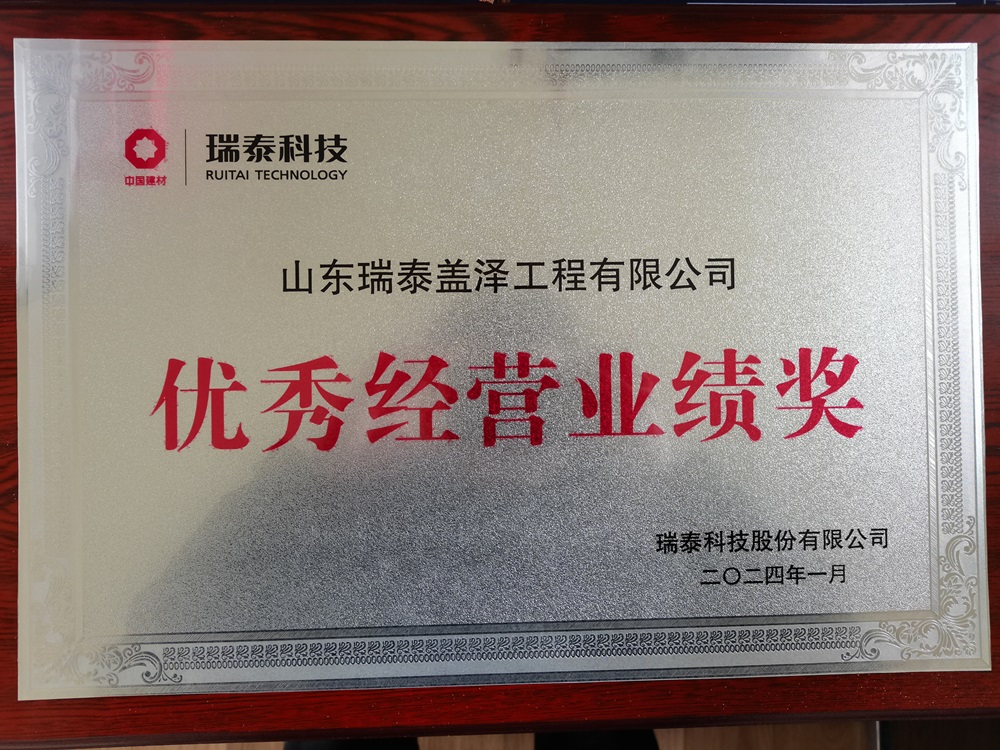 中国建材
瑞泰科技
RUITAI TECHNOLOGY
山东瑞泰盖泽工程有限公司
优秀经营业绩奖
瑞泰科技股份有限公司
二〇二四年一月